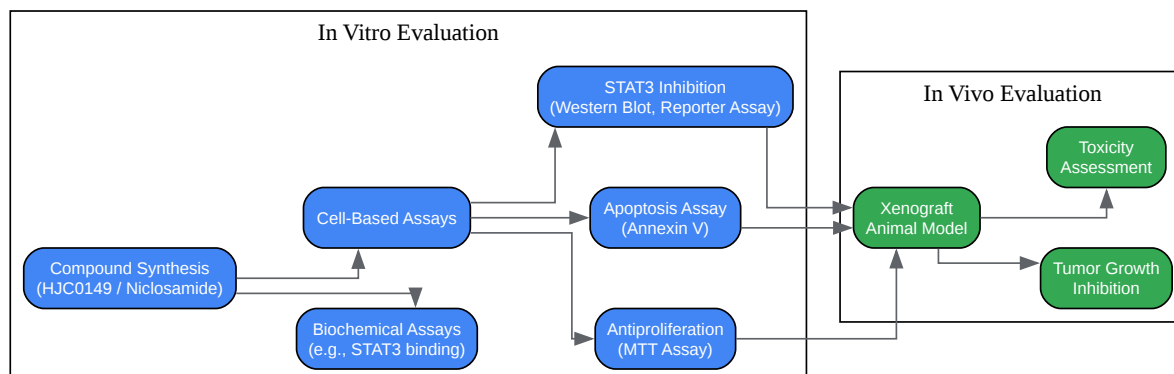 In Vitro Evaluation
STAT3 Inhibition
(Western Blot, Reporter Assay)
Cell-Based Assays
Apoptosis Assay
(Annexin V)
Compound Synthesis
(HJC0149 / Niclosamide)
Biochemical Assays
(e.g., STAT3 binding)
Antiproliferation
(MTT Assay)
In Vivo Evaluation
Toxicity
Assessment
Xenograft
Animal Model
Tumor Growth
Inhibition